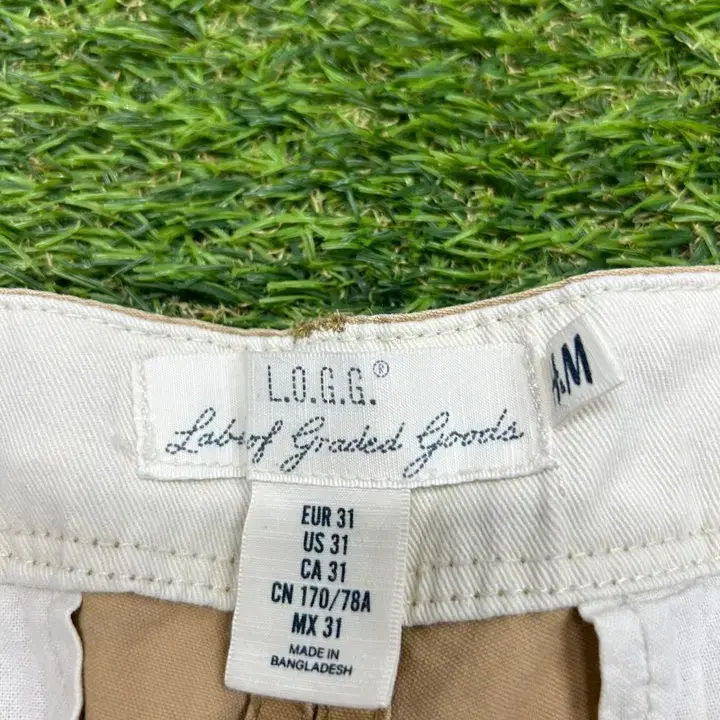 L.O.G.G.®
Label of Graded Goods
&M
EUR 31
US 31
CA 31
CN 170/78A
MX 31
MADE IN
BANGLADESH